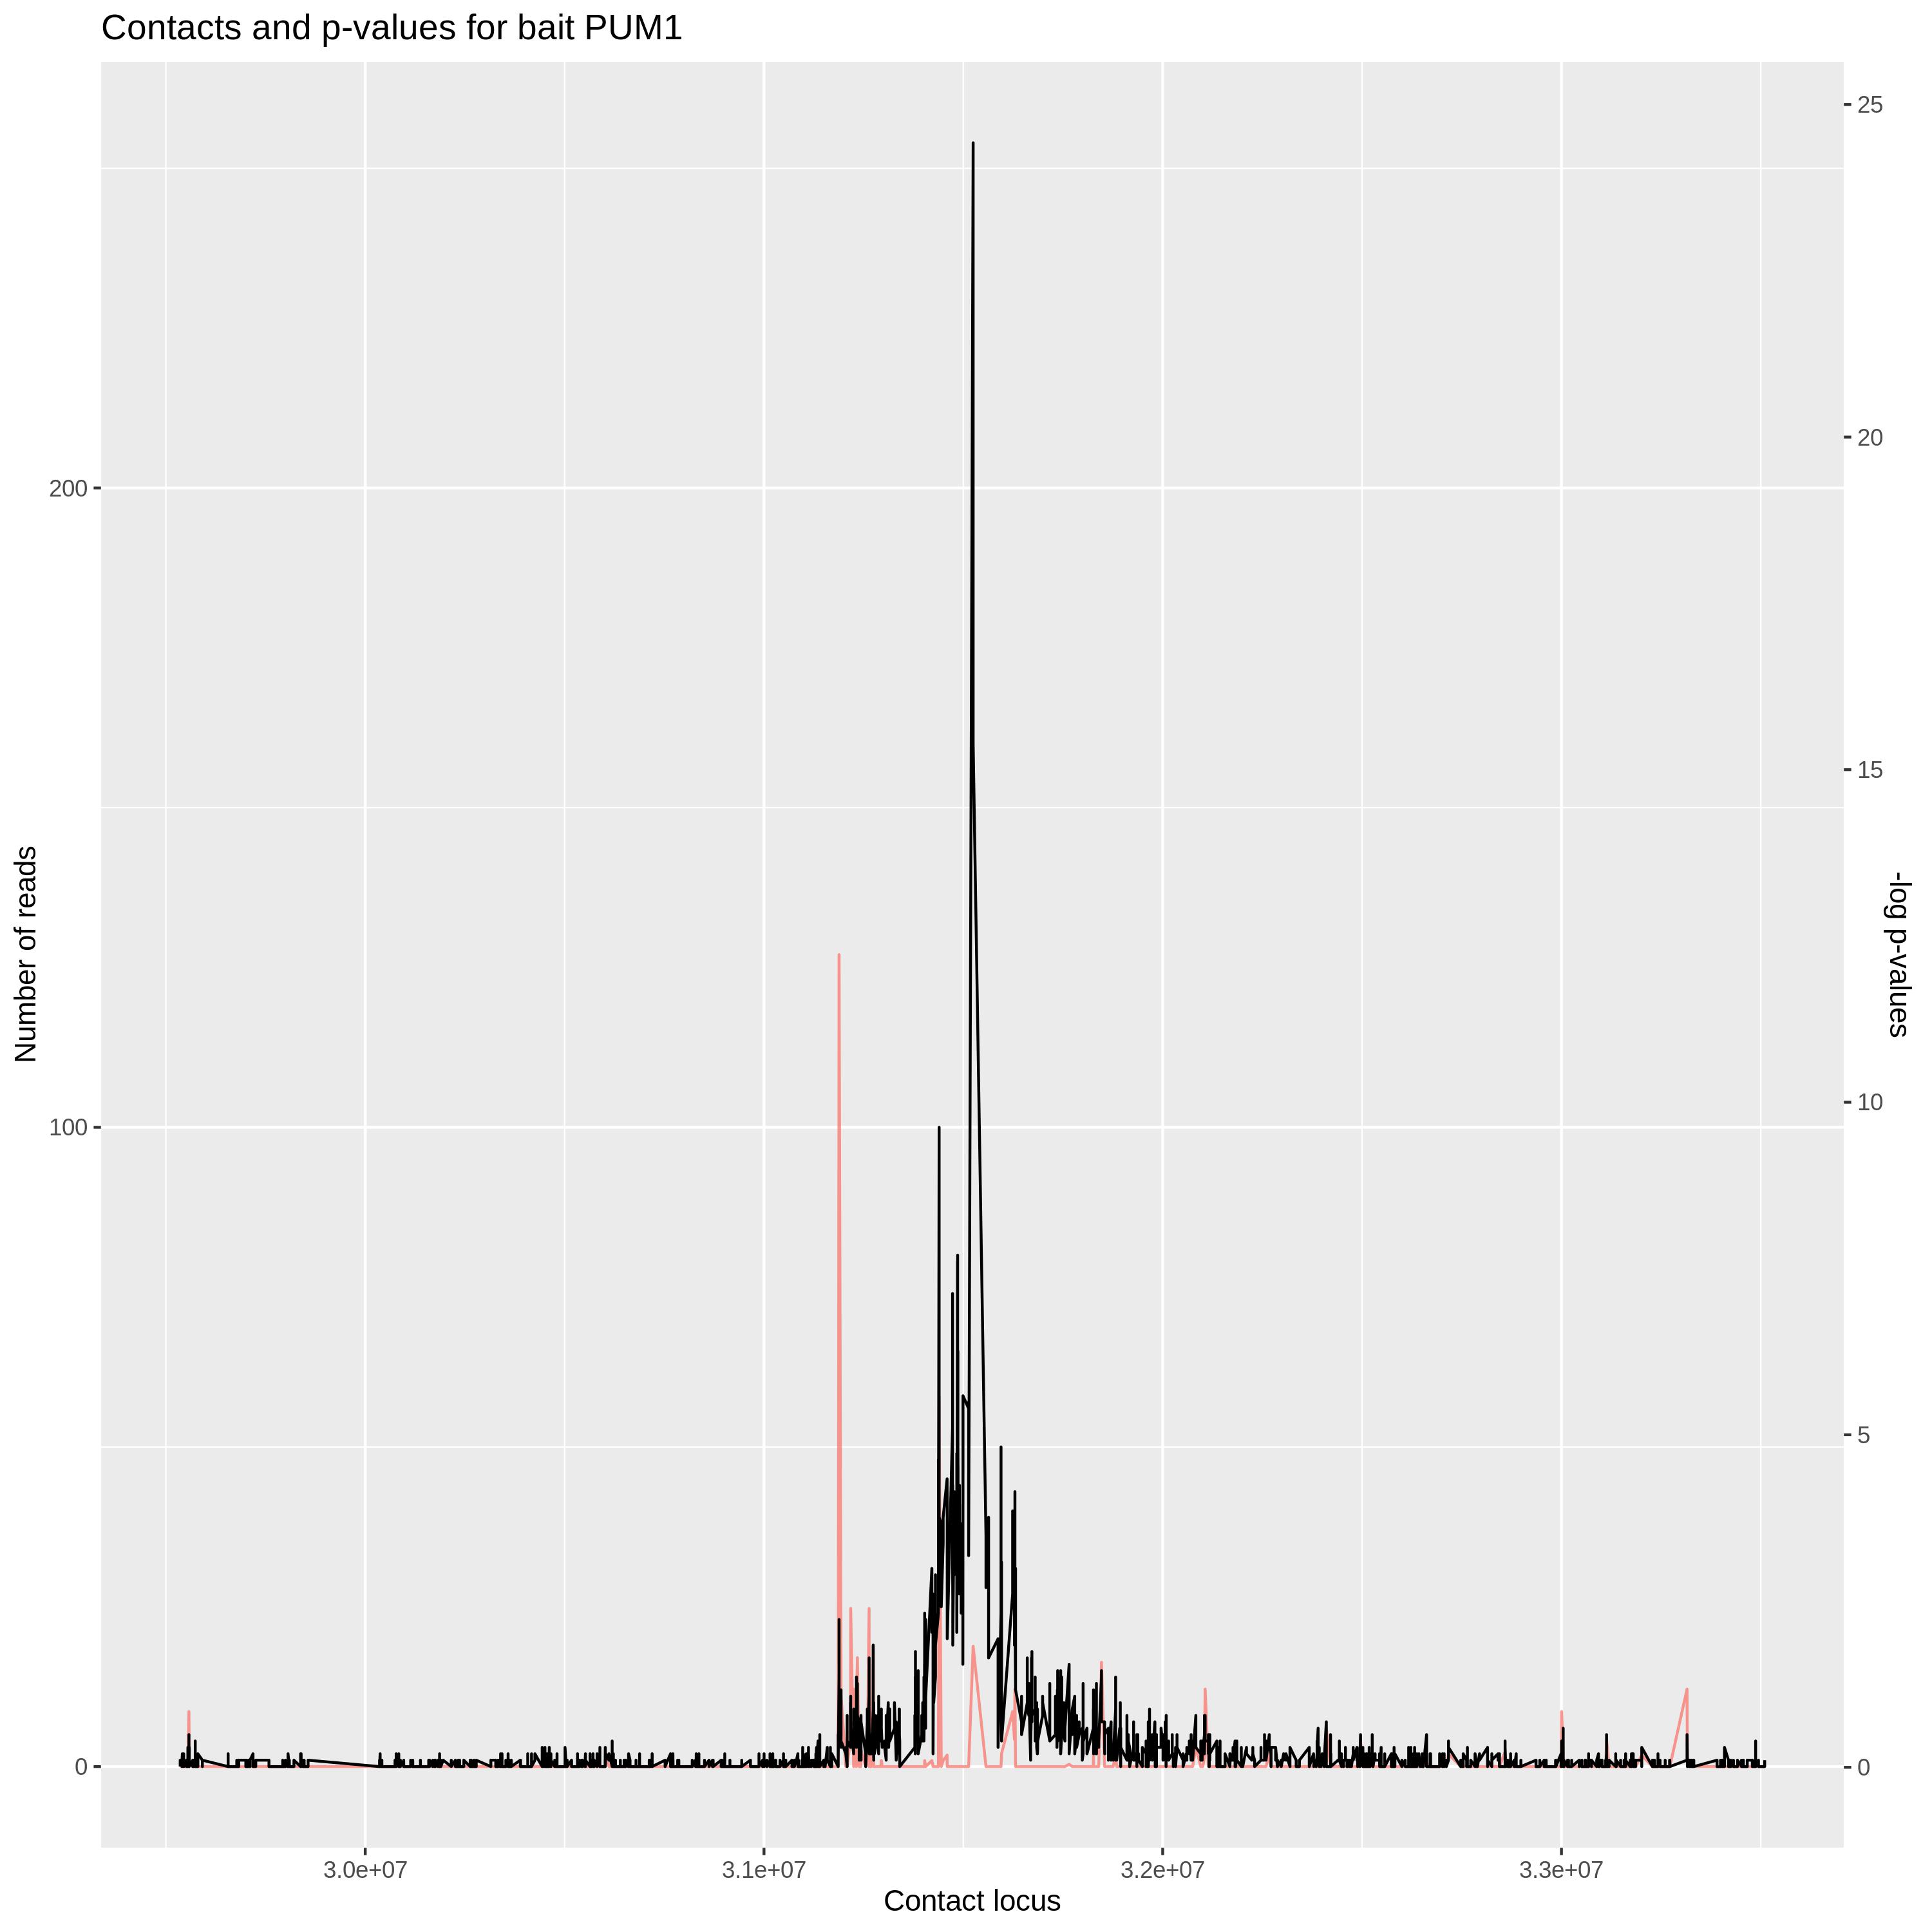 Contacts and p-values for bait PUM1
Number of reads
200
100
0
25
20
15
10
5
0
-log p-values
3.0e+07
3.1e+07
3.2e+07
3.3e+07
Contact locus